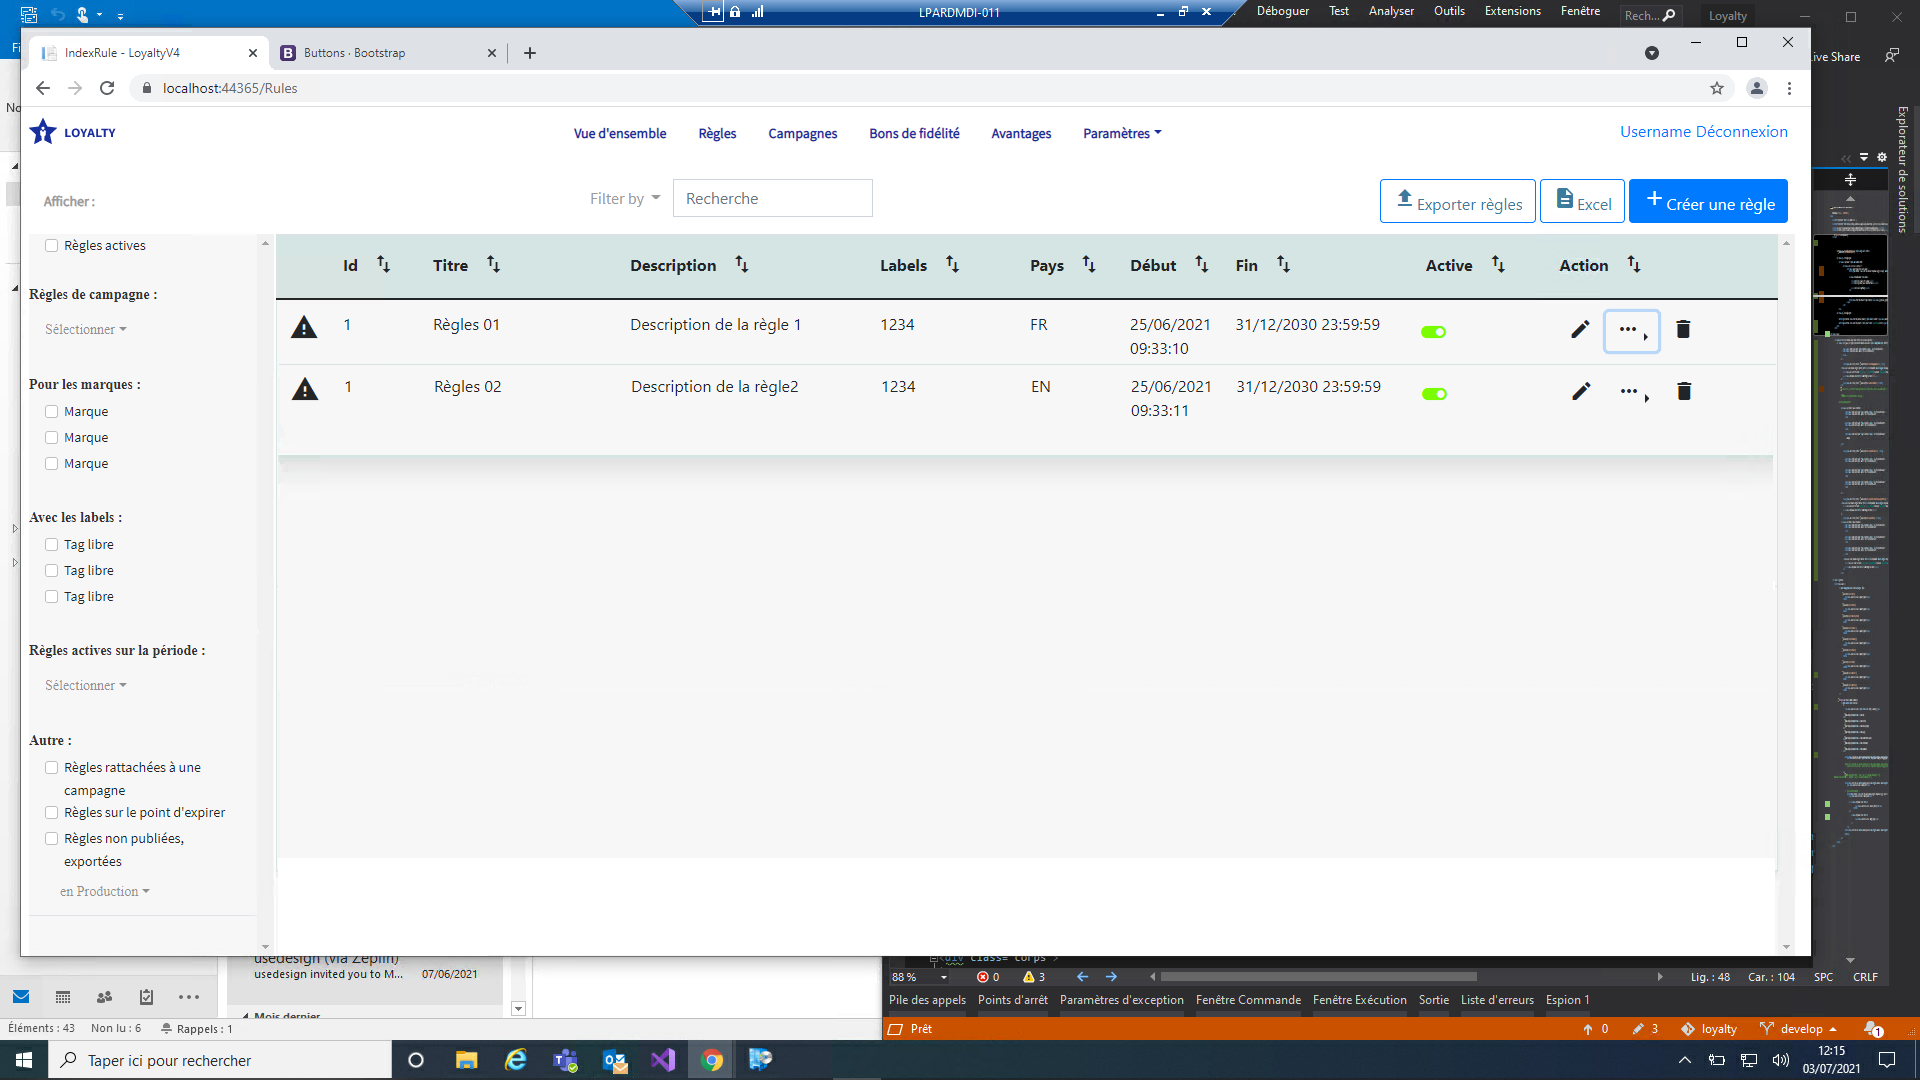 LPARDMDI-011
Déboguer Test Analyser Outils Extensions Fenêtre Rech... Loyalty
IndexRule - LoyaltyV4
Buttons · Bootstrap
Live Share
localhost:44365/Rules
LOYALTY
Vue d'ensemble Règles Campagnes Bons de fidélité Avantages Paramètres
Username Déconnexion
Explorateur de solutions
Afficher :
Filter by
Recherche
Exporter règles
Excel
Créer une règle
Règles actives
Règles de campagne :
Sélectionner
Pour les marques :
Marque
Marque
Marque
Avec les labels :
Tag libre
Tag libre
Tag libre
Règles actives sur la période :
Sélectionner
Autre :
Règles rattachées à une
campagne
Règles sur le point d'expirer
Règles non publiées,
exportées
en Production
Id Titre Description Labels Pays Début Fin Active Action
1 Règles 01 Description de la règle 1 1234 FR 25/06/2021 31/12/2030 23:59:59
09:33:10
1 Règles 02 Description de la règle2 1234 EN 25/06/2021 31/12/2030 23:59:59
09:33:11
usedesign (via Zeplin)
usedesign invited you to M... 07/06/2021
Mois dernier
Éléments : 43 Non lu : 6 Rappels : 1
<div class="corps">
88 % 0 3 Lig. : 48 Car. : 104 SPC CRLF
Pile des appels Points d'arrêt Paramètres d'exception Fenêtre Commande Fenêtre Exécution Sortie Liste d'erreurs Espion 1
Prêt 0 3 loyalty develop 1
Taper ici pour rechercher
12:15
03/07/2021